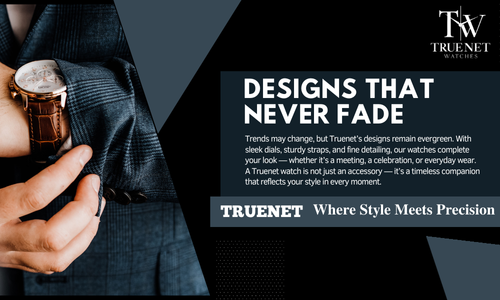 TW
TRUE NET
WATCHES
DESIGNS THAT
NEVER FADE
Trends may change, but Truenet's designs remain evergreen. With
sleek dials, sturdy straps, and fine detailing, our watches complete
your look — whether it's a meeting, a celebration, or everyday wear.
A Truenet watch is not just an accessory — it's a timeless companion
that reflects your style in every moment.
TRUENET Where Style Meets Precision